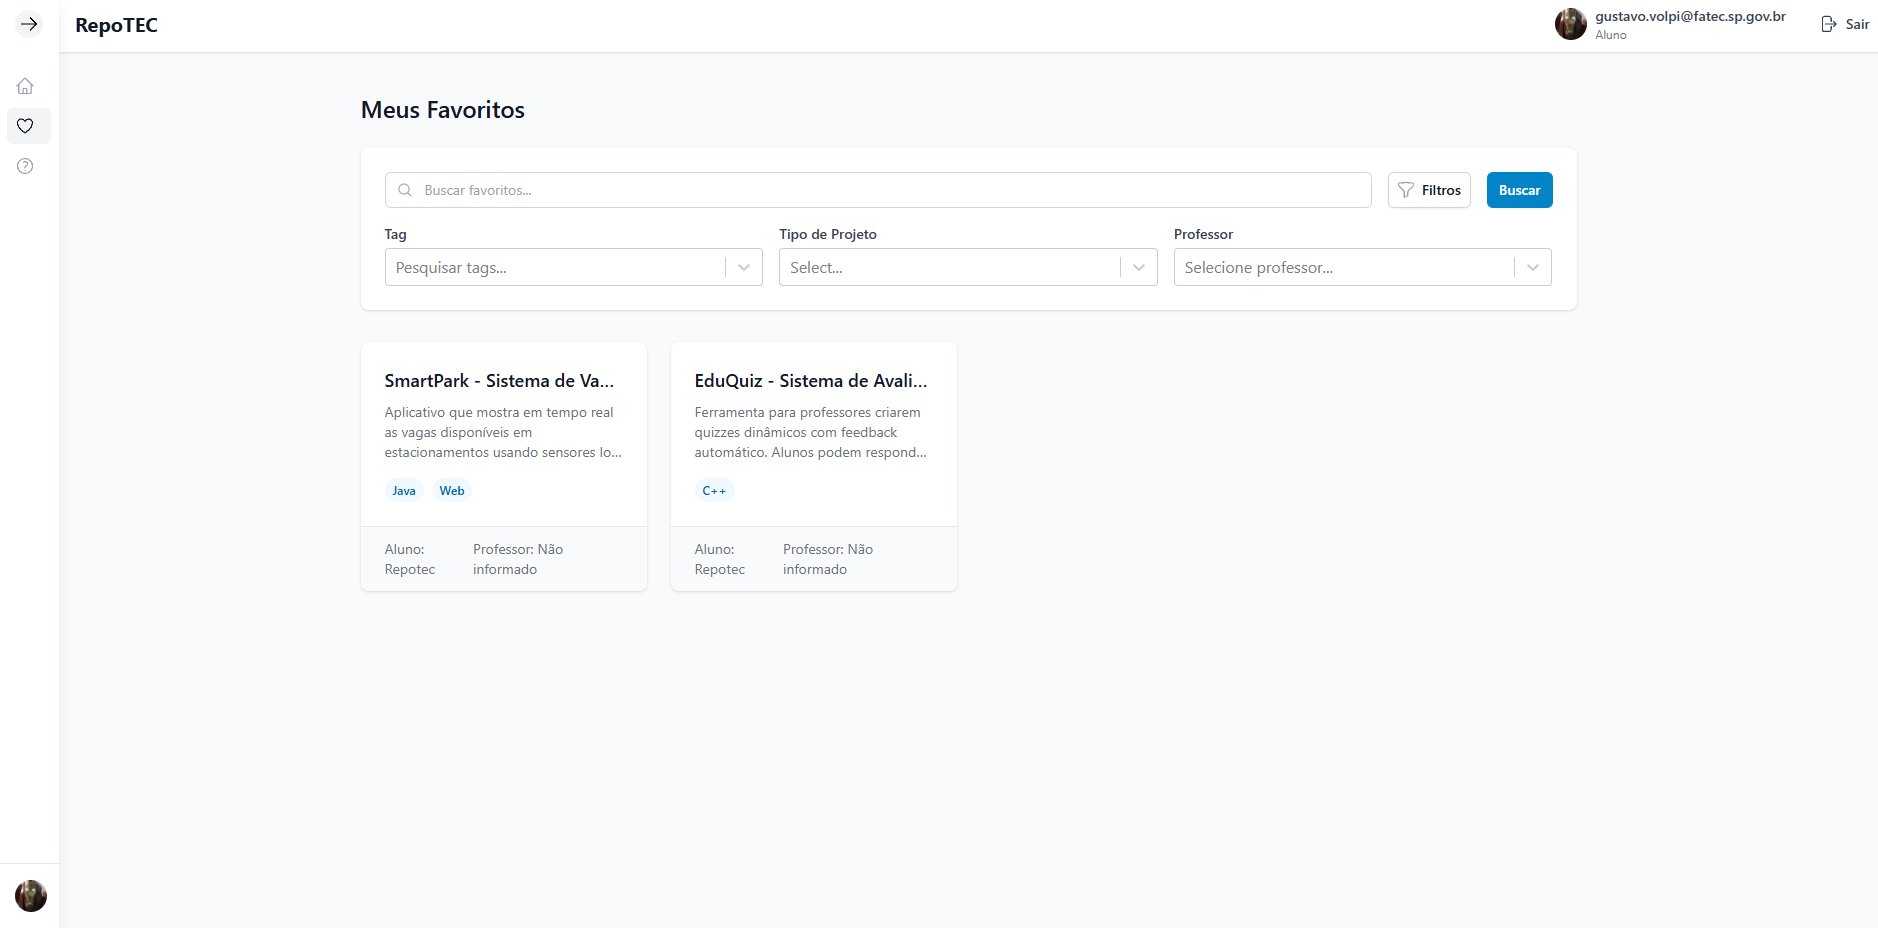 RepoTEC
gustavo.volpi@fatec.sp.gov.br
Aluno
Sair
Meus Favoritos
Buscar favoritos...
Filtros
Buscar
Tag
Tipo de Projeto
Professor
Pesquisar tags...
Select...
Selecione professor...
SmartPark - Sistema de Va...
Aplicativo que mostra em tempo real
as vagas disponíveis em
estacionamentos usando sensores Io...
Java
Web
Aluno:
Repotec
Professor: Não
informado
EduQuiz - Sistema de Avali...
Ferramenta para professores criarem
quizzes dinâmicos com feedback
automático. Alunos podem respond...
C++
Aluno:
Repotec
Professor: Não
informado